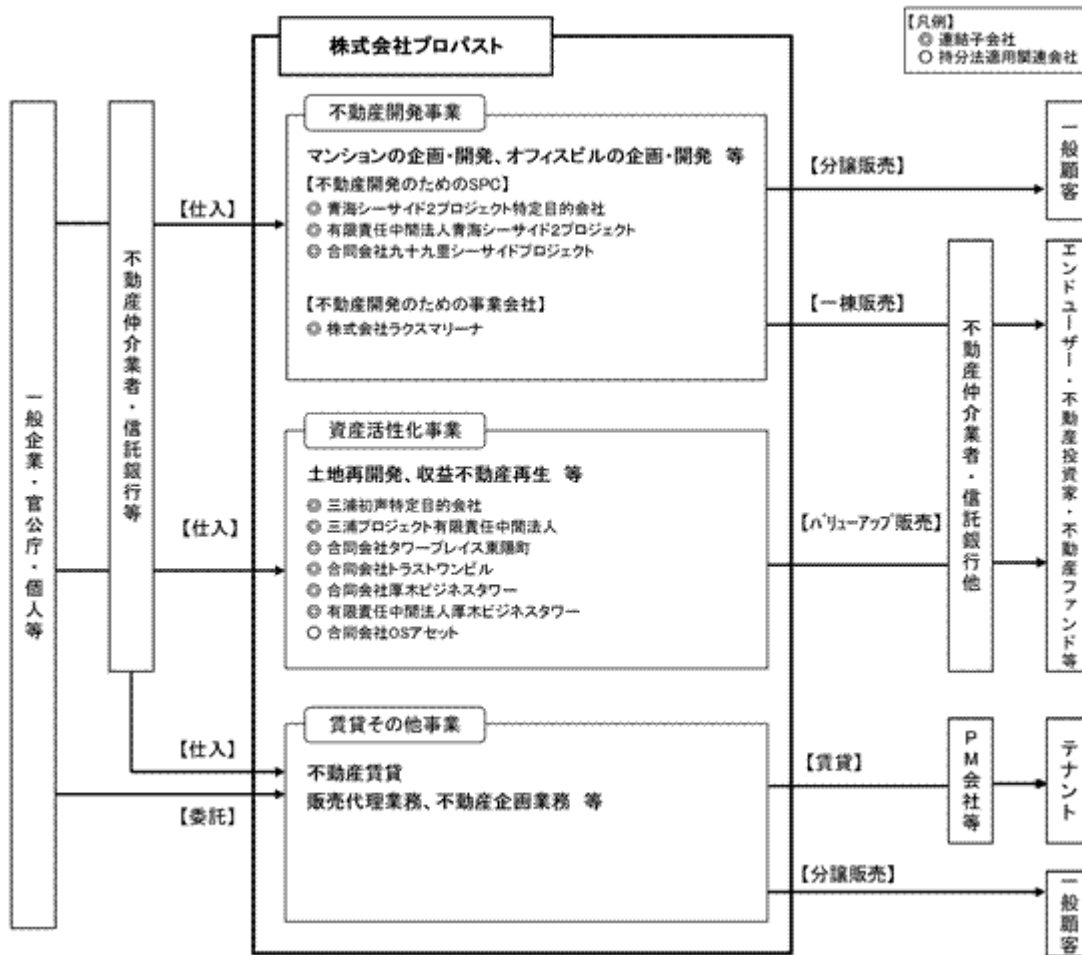 株式会社プロパスト
【凡例】
◎ 連結子会社
○ 持分法適用関連会社
一般企業・官公庁・個人等
不動産仲介業者・信託銀行等
【仕入】
不動産開発事業
マンションの企画・開発、オフィスビルの企画・開発 等
【不動産開発のためのSPC】
◎ 青海シーサイド2プロジェクト特定目的会社
◎ 有限責任中間法人青海シーサイド2プロジェクト
◎ 合同会社九十九里シーサイドプロジェクト
【不動産開発のための事業会社】
◎ 株式会社ラクスマリーナ
【分譲販売】
一般顧客
【一棟販売】
不動産仲介業者・信託銀行他
エンドユーザー・不動産投資家・不動産ファンド等
【仕入】
資産活性化事業
土地再開発、収益不動産再生 等
◎ 三浦初声特定目的会社
◎ 三浦プロジェクト有限責任中間法人
◎ 合同会社タワープレイス東陽町
◎ 合同会社トラストワンビル
◎ 合同会社厚木ビジネスタワー
◎ 有限責任中間法人厚木ビジネスタワー
○ 合同会社OSアセット
【バリューアップ販売】
【仕入】
【委託】
賃貸その他事業
不動産賃貸
販売代理業務、不動産企画業務 等
【賃貸】
PM会社等
テナント
【分譲販売】
一般顧客